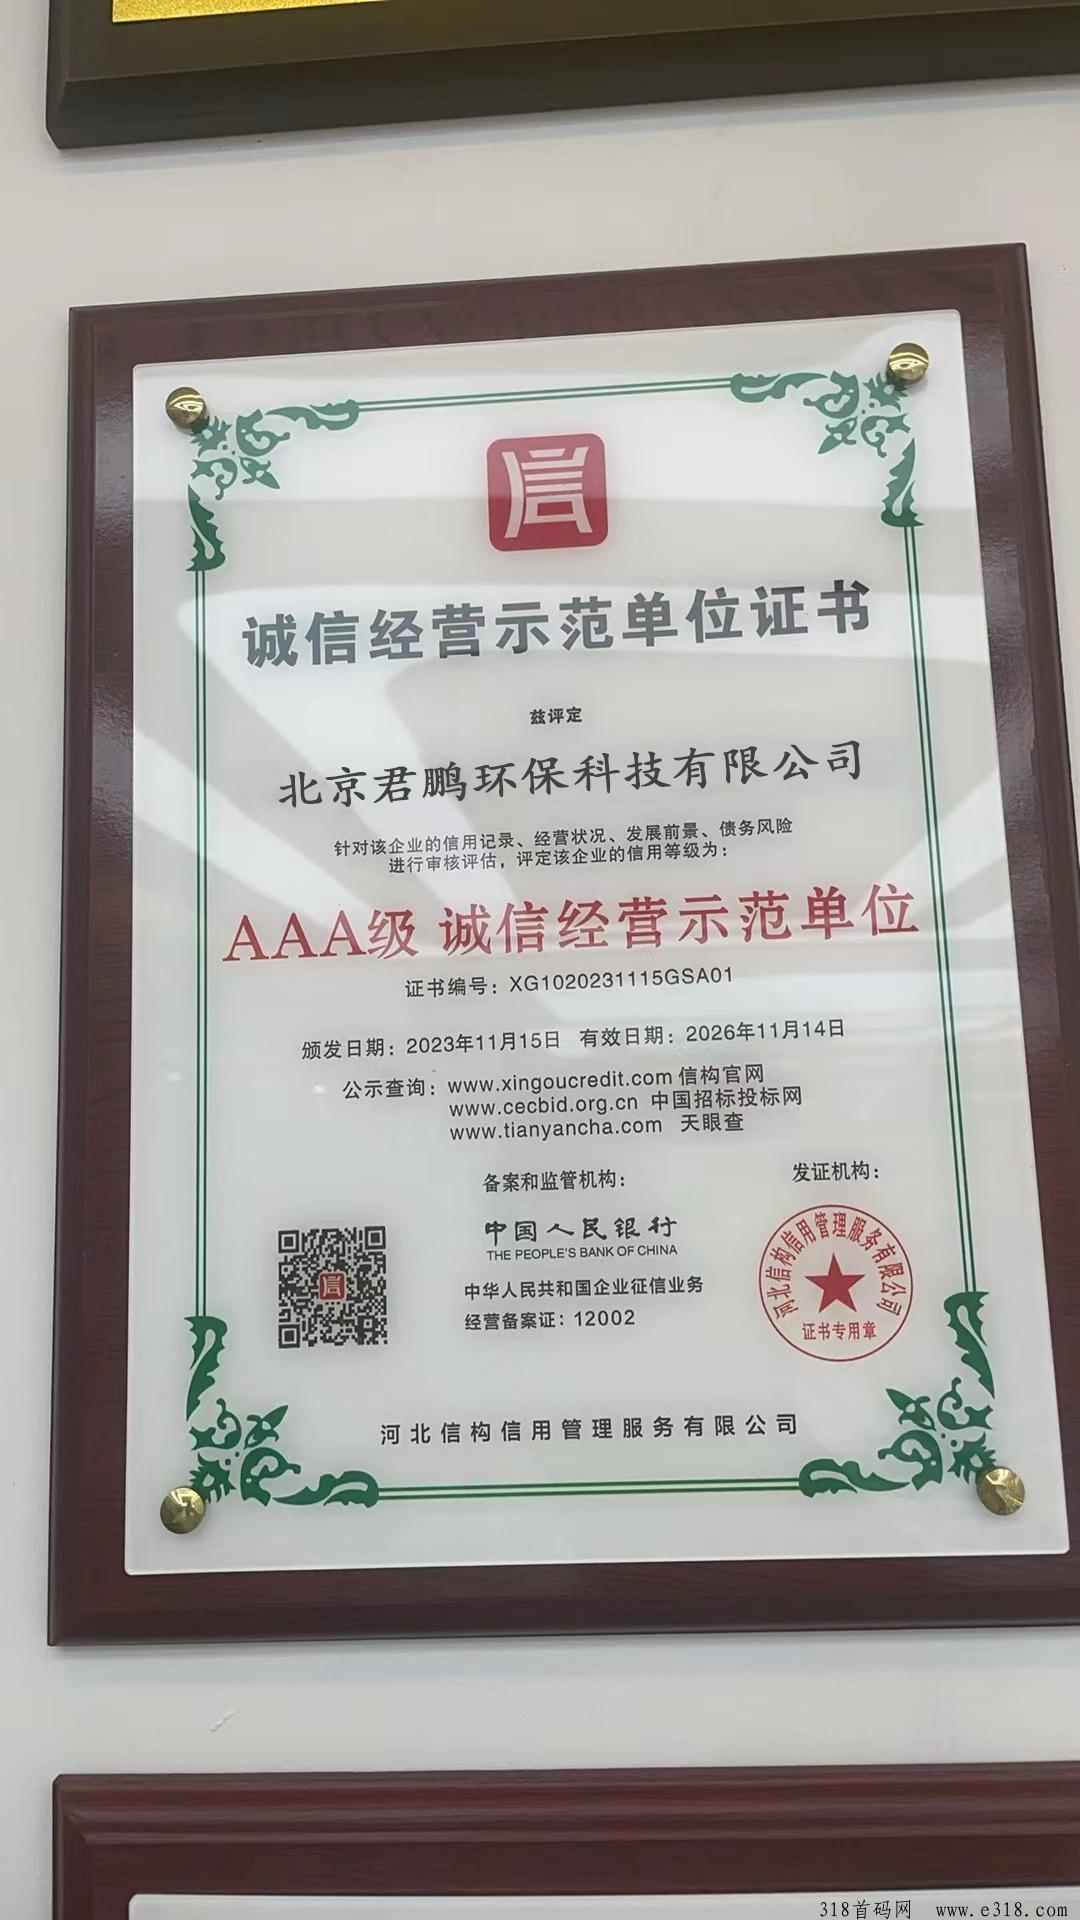 信
诚信经营示范单位证书
兹评定
北京君鹏环保科技有限公司
针对该企业的信用记录、经营状况、发展前景、债务风险
进行审核评估，评定该企业的信用等级为：
AAA级 诚信经营示范单位
证书编号：XG1020231115GSA01
颁发日期：2023年11月15日 有效日期：2026年11月14日
公示查询：www.xingoucredit.com 信构官网
www.cecbid.org.cn 中国招标投标网
www.tianyancha.com 天眼查
备案和监管机构：
发证机构：
中国人民银行
THE PEOPLE'S BANK OF CHINA
中华人民共和国企业征信业务
经营备案证：12002
信
河北信构信用管理服务有限公司
证书专用章
河北信构信用管理服务有限公司
318首码网 www.e318.com